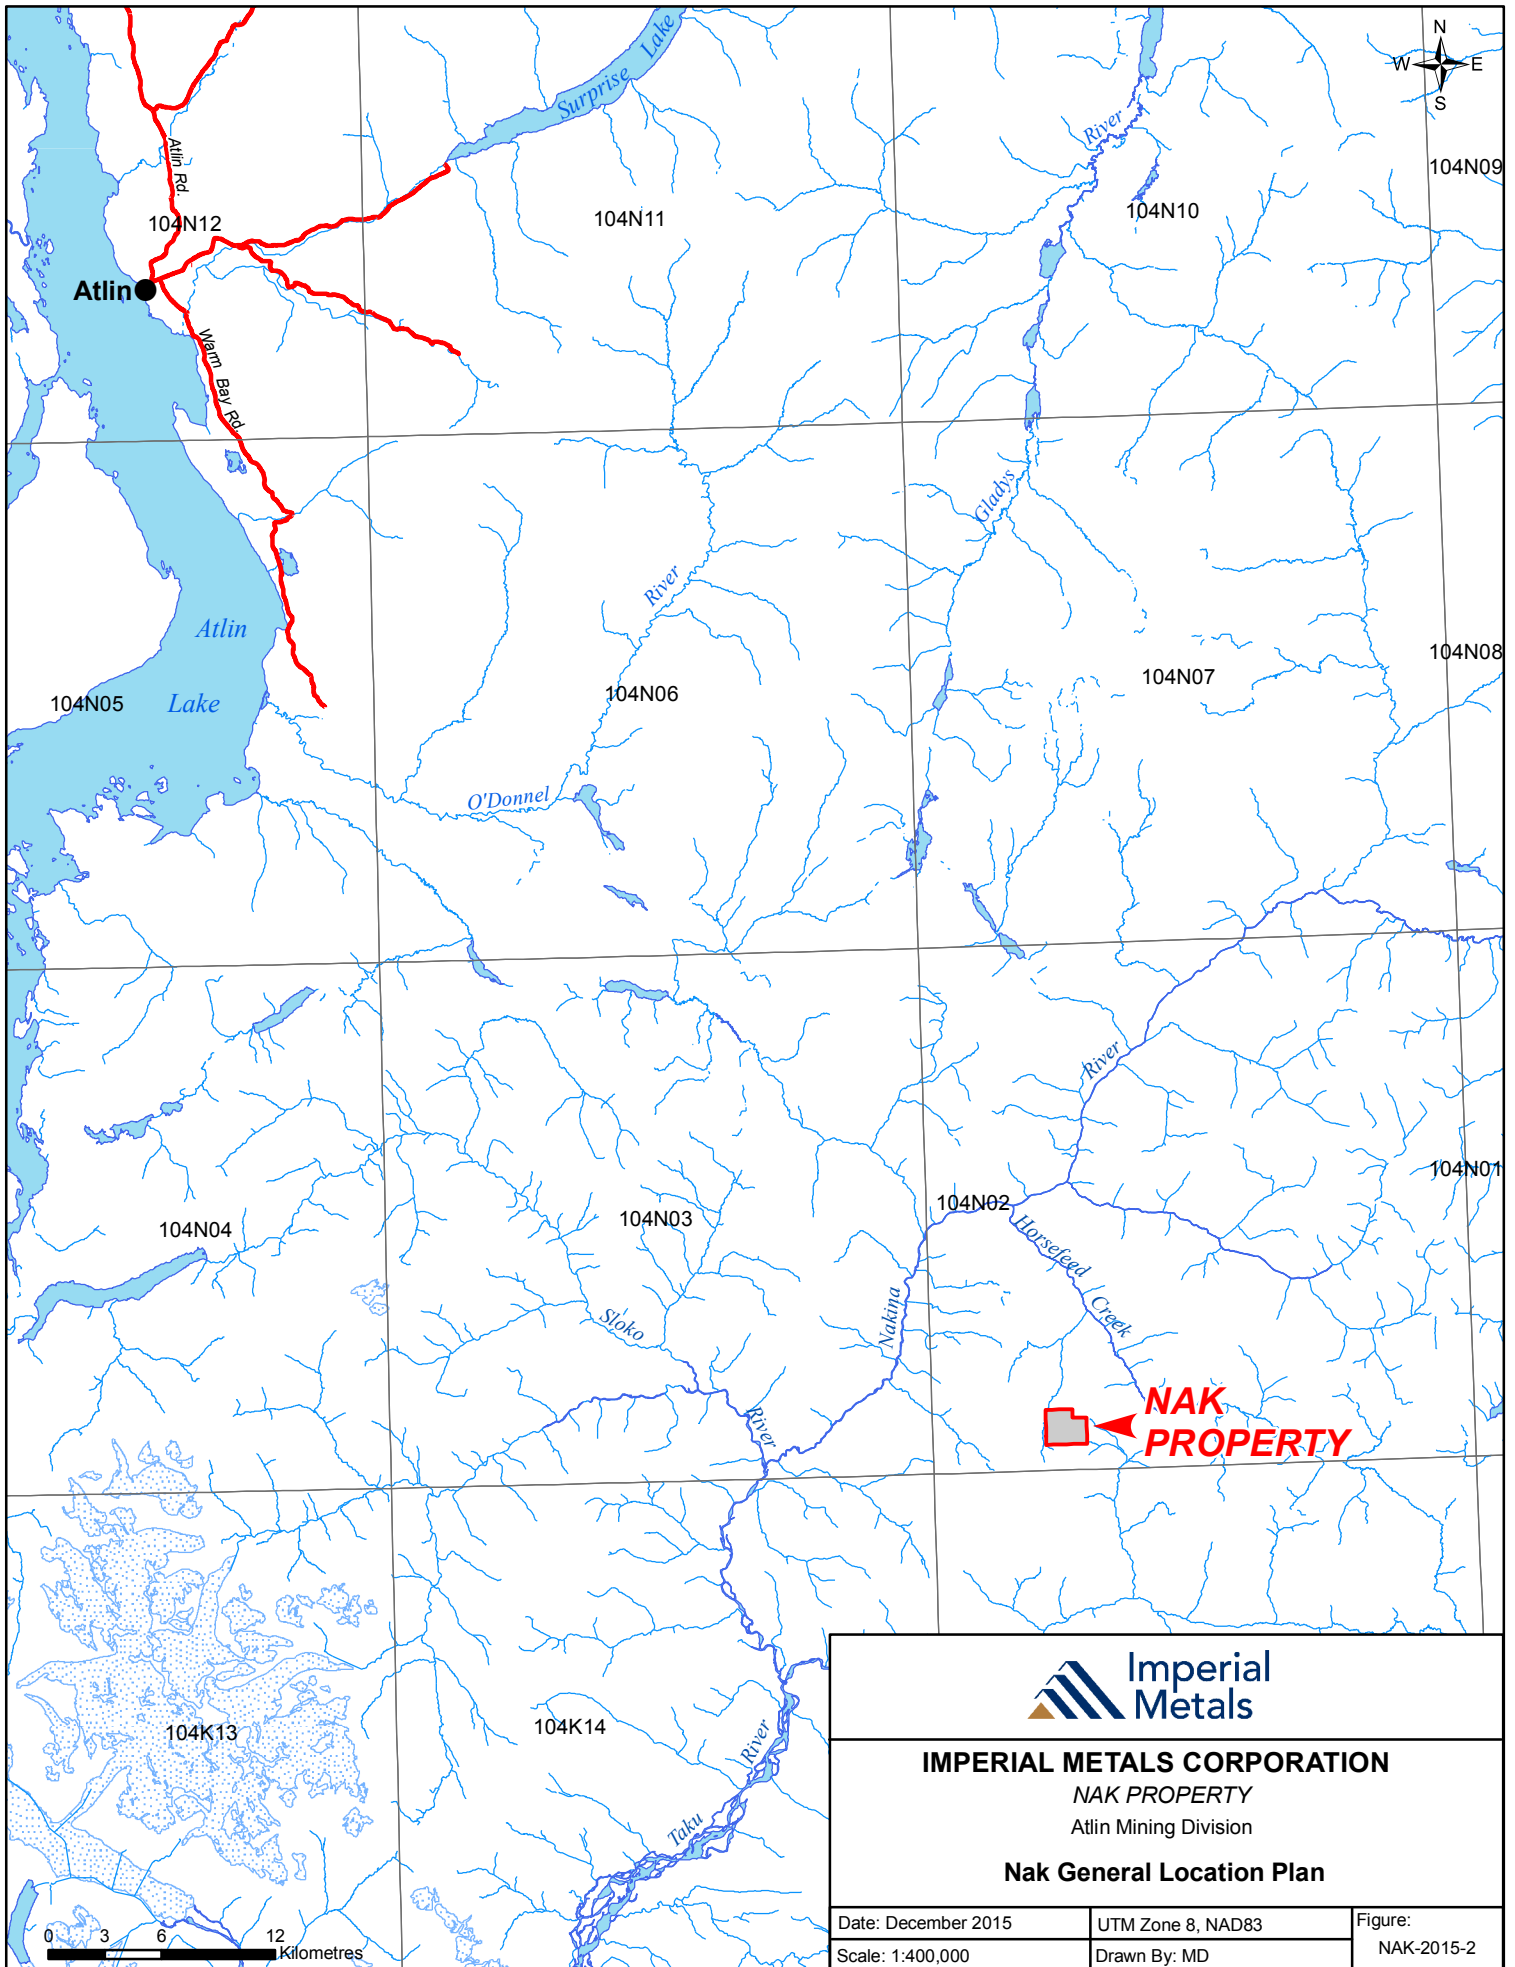 N
W E
S
Surprise Lake
River
Atlin Rd.
104N09
104N12
104N11
104N10
Atlin
Warm Bay Rd.
Gladys
River
Atlin
Lake
104N05
104N06
104N07
104N08
O'Donnel
River
104N04
104N03
104N02
104N01
Horsefeed
Creek
Sloko
Nakina
River
NAK
PROPERTY
104K13
104K14
River
Taku
Imperial
Metals
IMPERIAL METALS CORPORATION
NAK PROPERTY
Atlin Mining Division
Nak General Location Plan
Date: December 2015
UTM Zone 8, NAD83
Figure:
NAK-2015-2
Scale: 1:400,000
Drawn By: MD
0 3 6 12
Kilometres